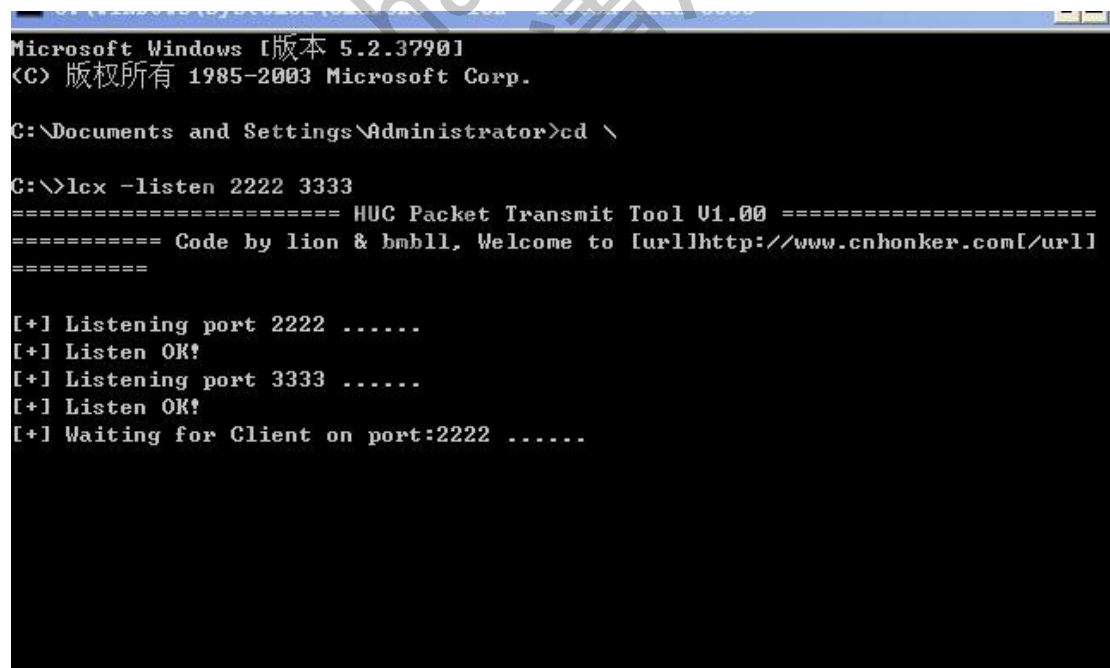 Microsoft Windows [版本 5.2.3790]
(C) 版权所有 1985-2003 Microsoft Corp.
C:\Documents and Settings\Administrator>cd \
C:\>lcx -listen 2222 3333
======================== HUC Packet Transmit Tool V1.00 =======================
=========== Code by lion & bkbll, Welcome to [url]http://www.cnhonker.com[/url]
==========
[+] Listening port 2222 ......
[+] Listen OK!
[+] Listening port 3333 ......
[+] Listen OK!
[+] Waiting for Client on port:2222 ......